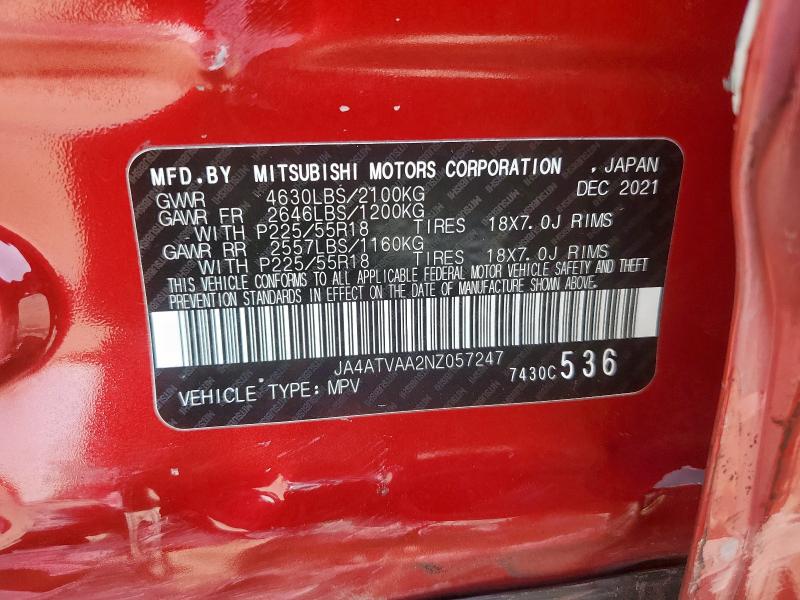 MFD.BY MITSUBISHI MOTORS CORPORATION , JAPAN
DEC 2021
GVWR 4630LBS/2100KG
GAWR FR 2646LBS/1200KG
WITH P225/55R18 TIRES 18X7.0J RIMS
GAWR RR 2557LBS/1160KG
WITH P225/55R18 TIRES 18X7.0J RIMS
THIS VEHICLE CONFORMS TO ALL APPLICABLE FEDERAL MOTOR VEHICLE SAFETY AND THEFT
PREVENTION STANDARDS IN EFFECT ON THE DATE OF MANUFACTURE SHOWN ABOVE.
JA4ATVAA2NZ057247
7430C 536
VEHICLE TYPE: MPV